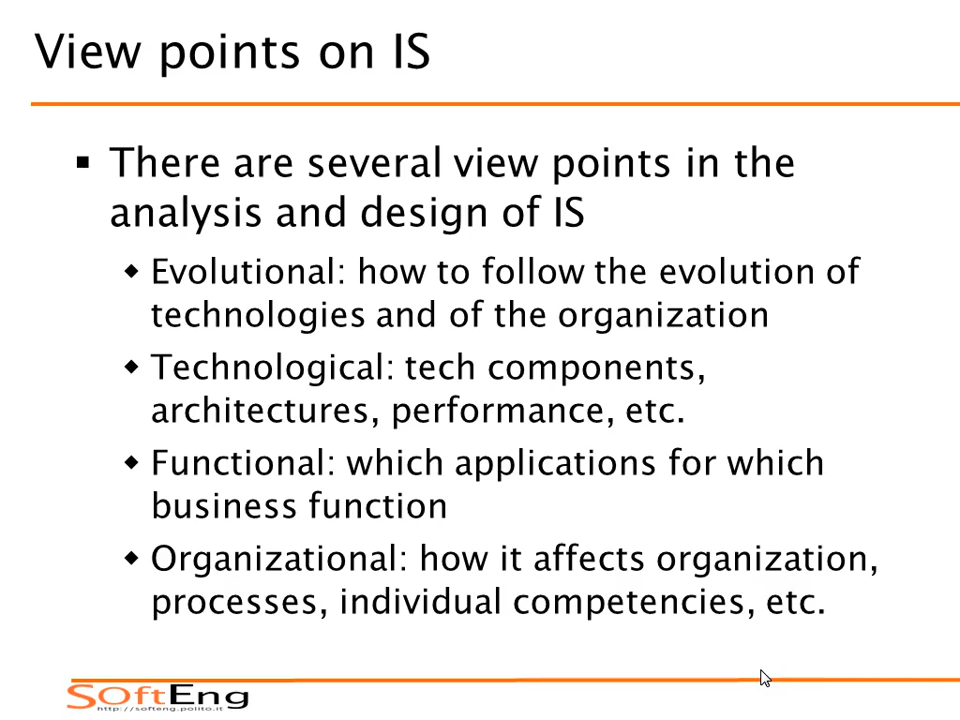 View points on IS
▪ There are several view points in the
analysis and design of IS
◆ Evolutional: how to follow the evolution of
technologies and of the organization
◆ Technological: tech components,
architectures, performance, etc.
◆ Functional: which applications for which
business function
◆ Organizational: how it affects organization,
processes, individual competencies, etc.
SOftEng
http://softeng.polito.it